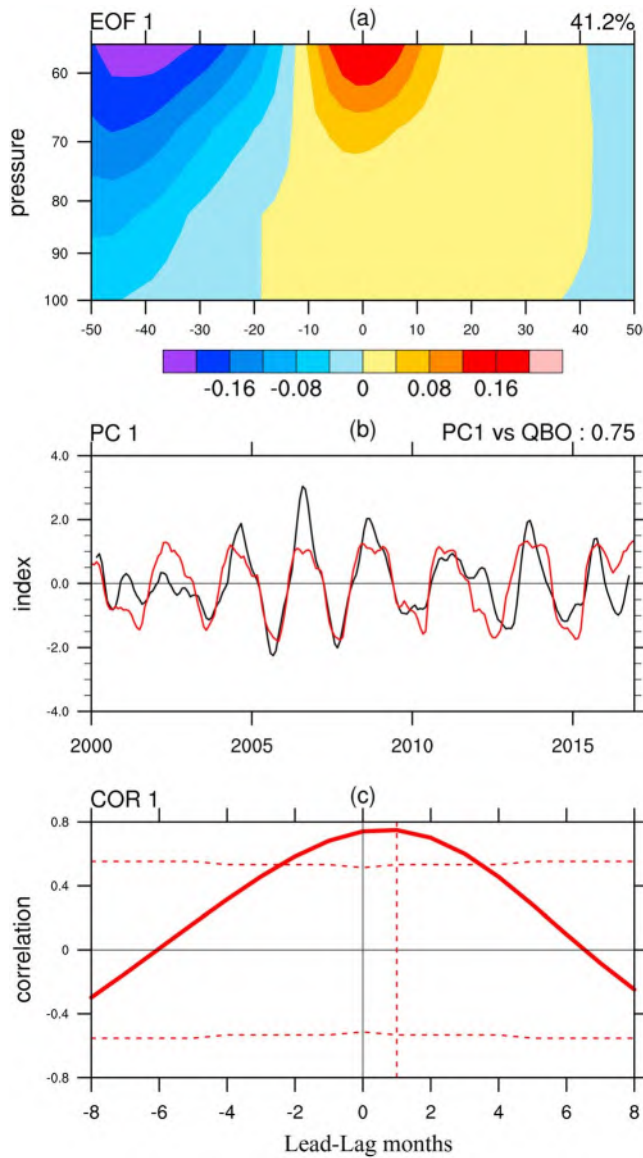 EOF 1 (a) 41.2%
pressure
60
70
80
90
100
-50 -40 -30 -20 -10 0 10 20 30 40 50
-0.16 -0.08 0 0.08 0.16
PC 1 (b) PC1 vs QBO : 0.75
index
4.0
2.0
0.0
-2.0
-4.0
2000 2005 2010 2015
COR 1 (c)
correlation
0.8
0.4
0
-0.4
-0.8
-8 -6 -4 -2 0 2 4 6 8
Lead-Lag months